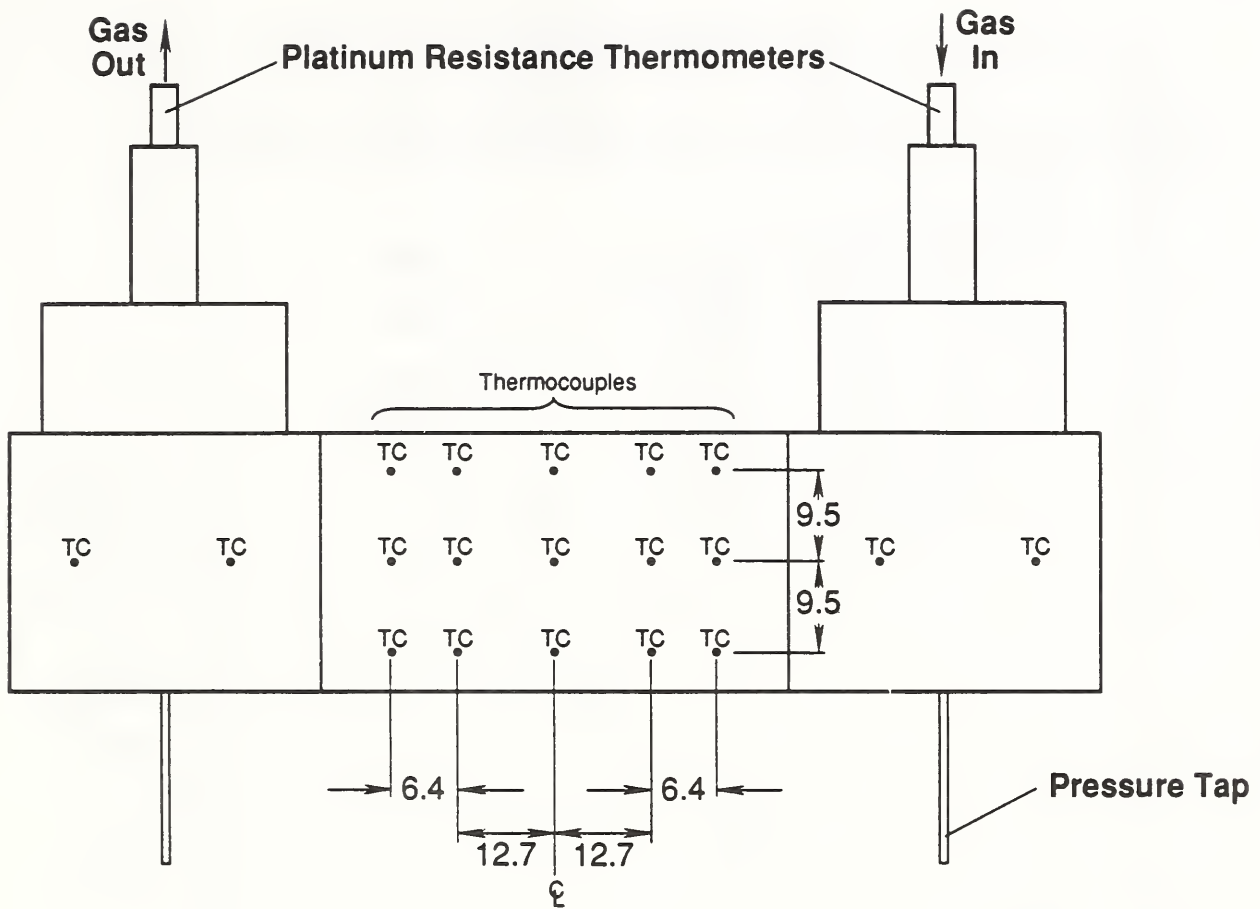 Gas
Out
Platinum Resistance Thermometers
Gas
In
Thermocouples
TC TC TC TC TC
9.5
TC TC TC TC TC TC TC TC TC
9.5
TC TC TC TC TC
6.4 6.4
Pressure Tap
12.7 12.7
℄